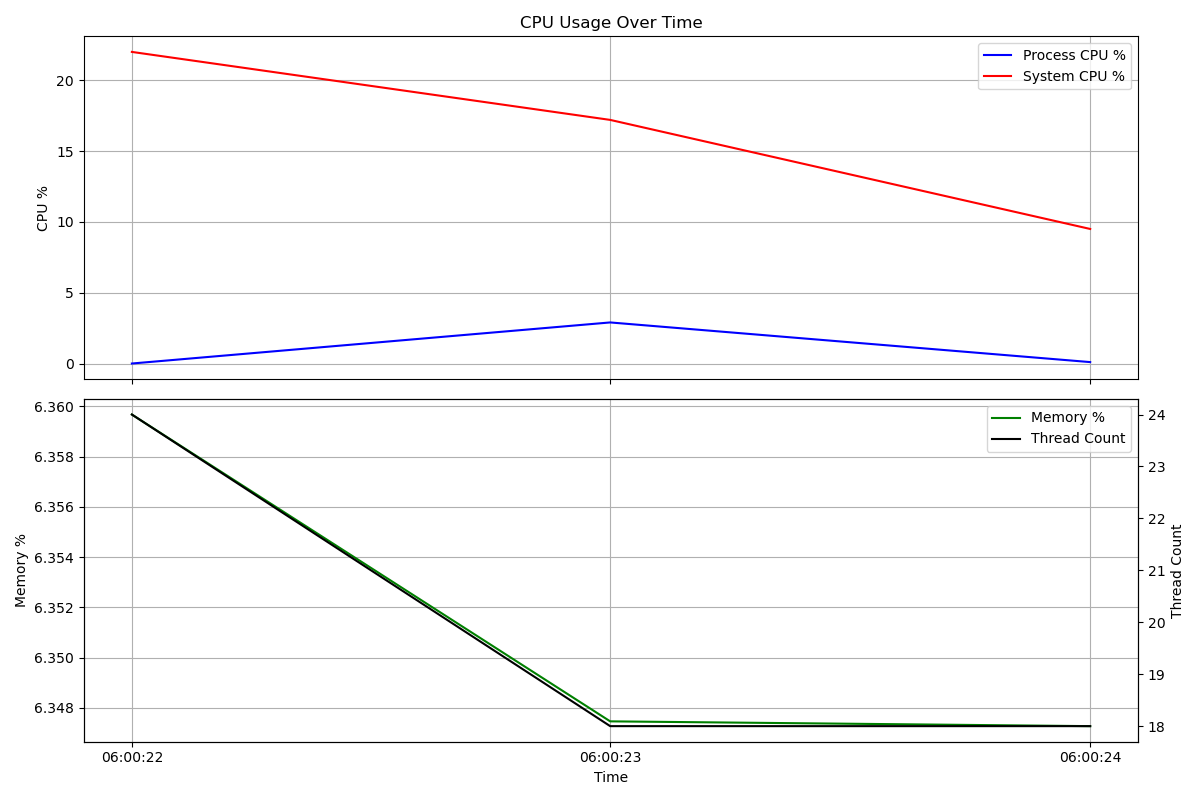 CPU Usage Over Time
Process CPU %
System CPU %
CPU %
20
15
10
5
0
Memory %
Thread Count
Memory %
6.360
6.358
6.356
6.354
6.352
6.350
6.348
24
23
22
21
20
19
18
Thread Count
06:00:22
06:00:23
06:00:24
Time